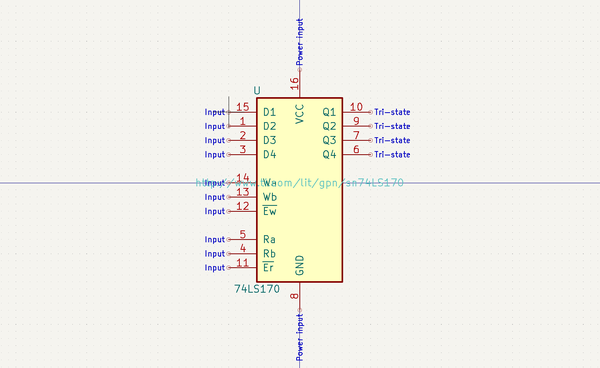 Power input
16
U
VCC
Input 15 D1 Q1 10 Tri-state
Input 1 D2 Q2 9 Tri-state
Input 2 D3 Q3 7 Tri-state
Input 3 D4 Q4 6 Tri-state
Input 14 Wa
http://www.ti.com/lit/gpn/sn74LS170
Input 13 Wb
Input 12 Ew
Input 5 Ra
Input 4 Rb
Input 11 Er
GND
74LS170
8
Power input